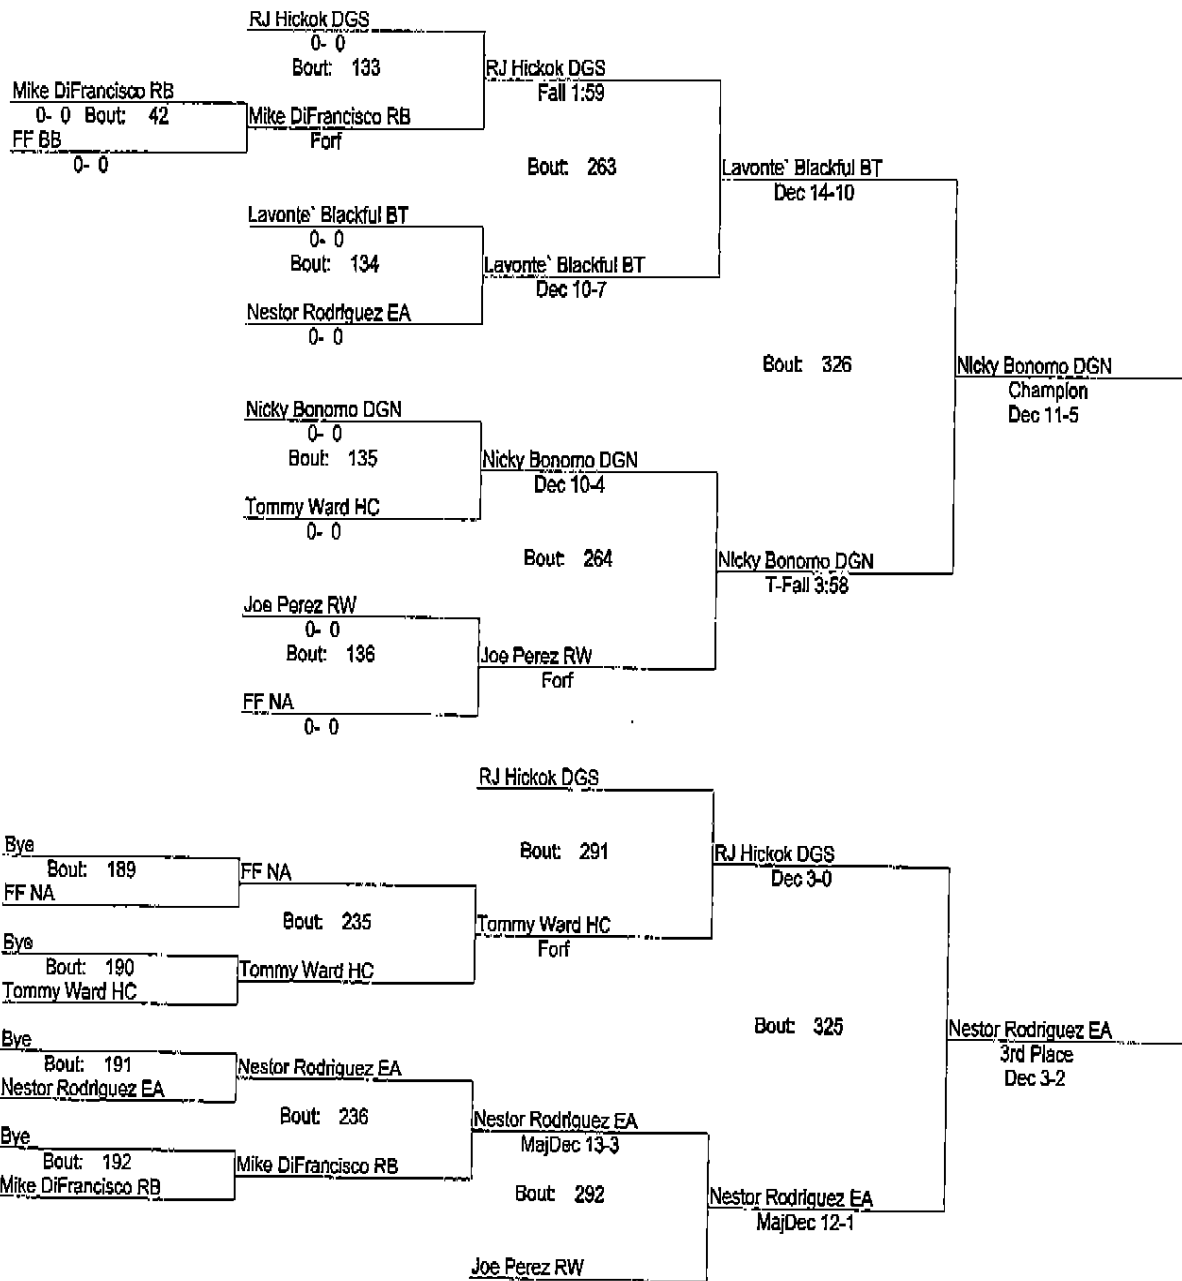 RJ Hickok DGS
0- 0
Bout: 133
RJ Hickok DGS
Fall 1:59
Mike DiFrancisco RB
0- 0 Bout: 42
Mike DiFrancisco RB
Forf
FF BB
0- 0
Bout: 263
Lavonte` Blackful BT
Dec 14-10
Lavonte` Blackful BT
0- 0
Bout: 134
Lavonte` Blackful BT
Dec 10-7
Nestor Rodriguez EA
0- 0
Bout: 326
Nicky Bonomo DGN
Champion
Dec 11-5
Nicky Bonomo DGN
0- 0
Bout: 135
Nicky Bonomo DGN
Dec 10-4
Tommy Ward HC
0- 0
Bout: 264
Nicky Bonomo DGN
T-Fall 3:58
Joe Perez RW
0- 0
Bout: 136
Joe Perez RW
Forf
FF NA
0- 0
RJ Hickok DGS
Bye
Bout: 189
FF NA
FF NA
Bout: 291
RJ Hickok DGS
Dec 3-0
Bout: 235
Tommy Ward HC
Forf
Bye
Bout: 190
Tommy Ward HC
Tommy Ward HC
Bout: 325
Nestor Rodriguez EA
3rd Place
Dec 3-2
Bye
Bout: 191
Nestor Rodriguez EA
Nestor Rodriguez EA
Bout: 236
Nestor Rodriguez EA
MajDec 13-3
Bye
Bout: 192
Mike DiFrancisco RB
Mike DiFrancisco RB
Bout: 292
Nestor Rodriguez EA
MajDec 12-1
Joe Perez RW